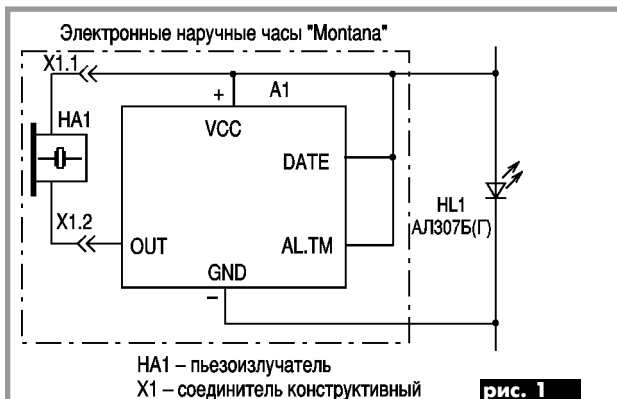 Электронные наручные часы "Montana"
X1.1
+ A1
HA1
VCC
DATE
HL1
АЛ307Б(Г)
X1.2
OUT
AL.TM
GND
–
HA1 – пьезоизлучатель
X1 – соединитель конструктивный
рис. 1